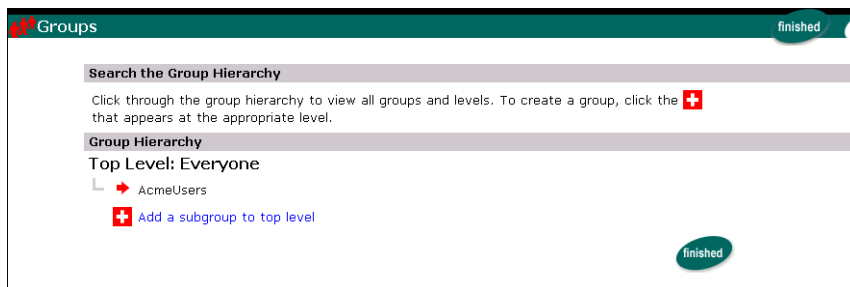 Groups
finished
Search the Group Hierarchy
Click through the group hierarchy to view all groups and levels. To create a group, click the
that appears at the appropriate level.
Group Hierarchy
Top Level: Everyone
AcmeUsers
Add a subgroup to top level
finished